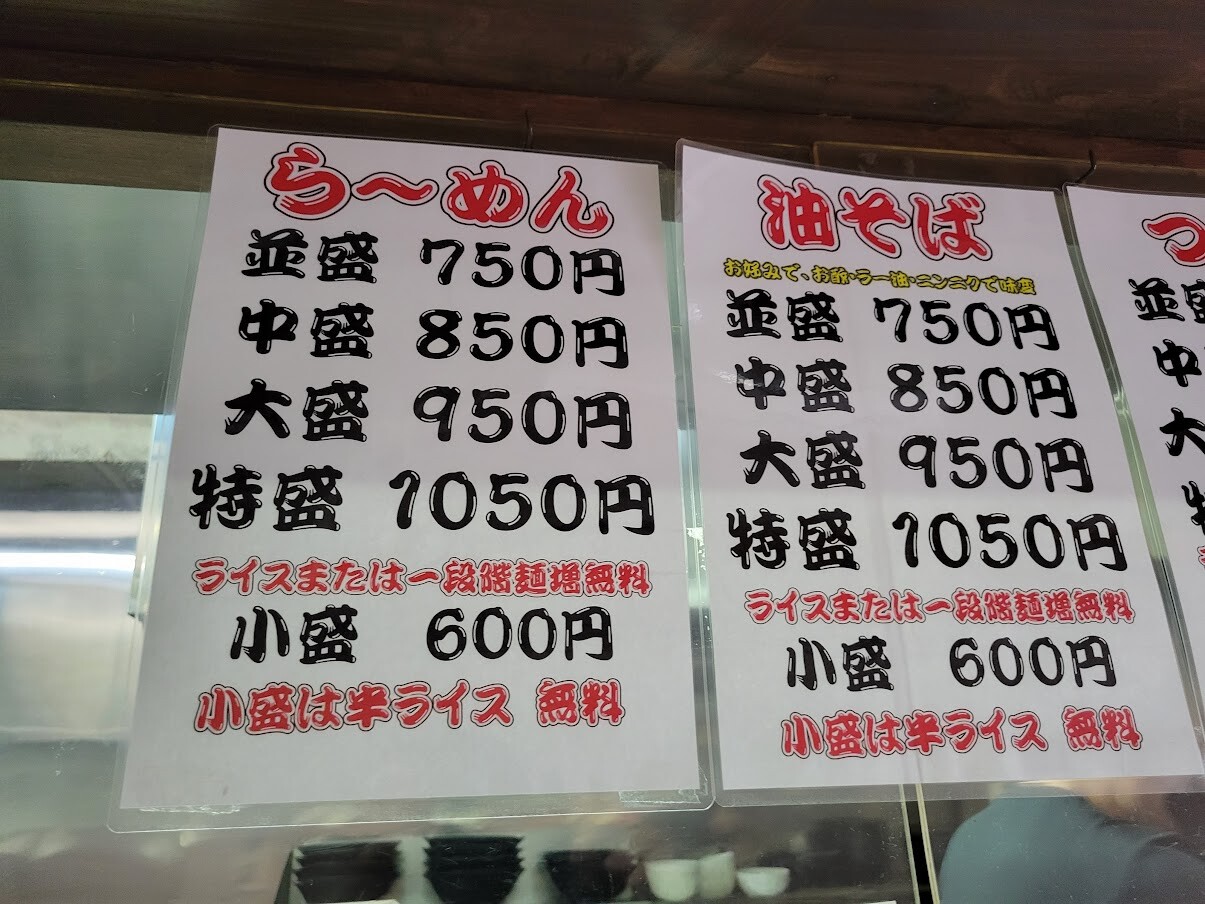 ら〜めん
並盛 750円
中盛 850円
大盛 950円
特盛 1050円
ライスまたは一段階麺増無料
小盛 600円
小盛は半ライス 無料
油そば
お好みで、お酢・ラー油・ニンニクで味変
並盛 750円
中盛 850円
大盛 950円
特盛 1050円
ライスまたは一段階麺増無料
小盛 600円
小盛は半ライス 無料
つ
並盛
中
大